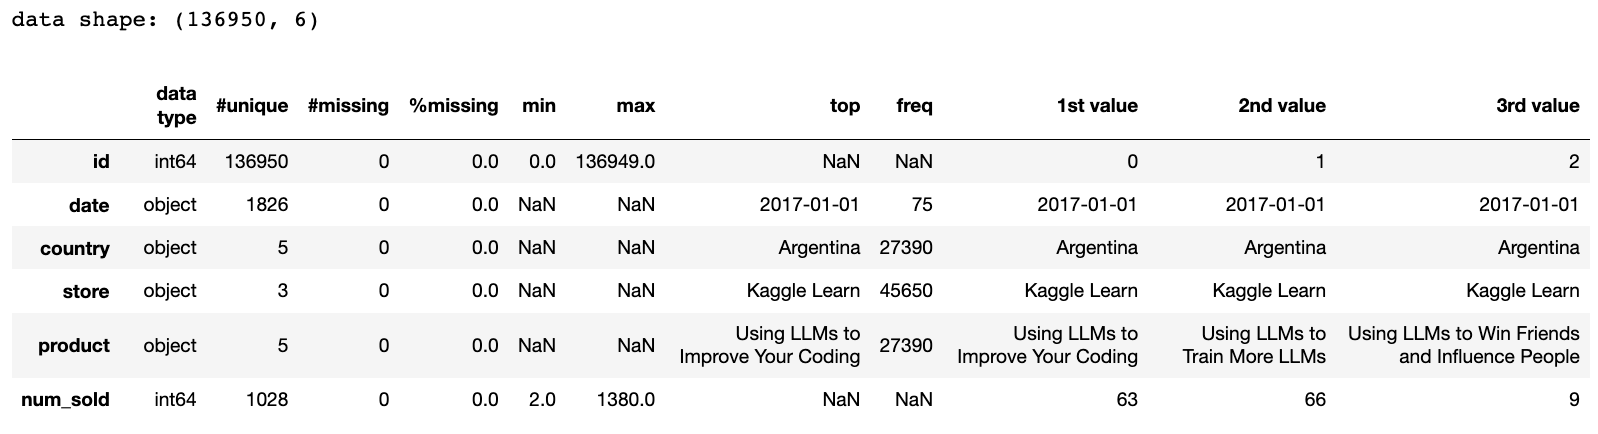 data shape: (136950, 6)
data type #unique #missing %missing min max top freq 1st value 2nd value 3rd value
id int64 136950 0 0.0 0.0 136949.0 NaN NaN 0 1 2
date object 1826 0 0.0 NaN NaN 2017-01-01 75 2017-01-01 2017-01-01 2017-01-01
country object 5 0 0.0 NaN NaN Argentina 27390 Argentina Argentina Argentina
store object 3 0 0.0 NaN NaN Kaggle Learn 45650 Kaggle Learn Kaggle Learn Kaggle Learn
product object 5 0 0.0 NaN NaN Using LLMs to Improve Your Coding 27390 Using LLMs to Improve Your Coding Using LLMs to Train More LLMs Using LLMs to Win Friends and Influence People
num_sold int64 1028 0 0.0 2.0 1380.0 NaN NaN 63 66 9